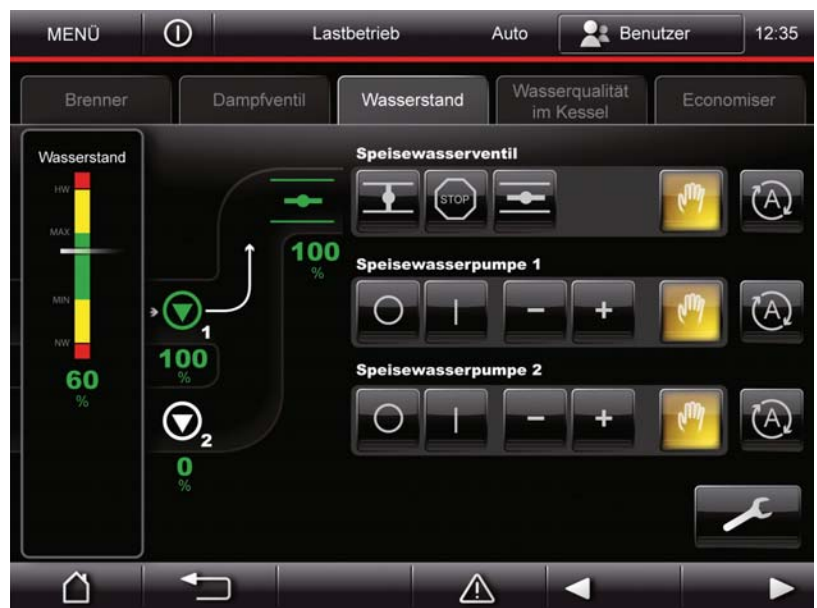 MENÜ Lastbetrieb Auto Benutzer 12:35
Brenner Dampfventil Wasserstand Wasserqualität
im Kessel Economiser
Wasserstand
HW
MAX
MIN
NW
60
%
1
100
%
2
0
%
100
%
Speisewasserventil
STOP
A
Speisewasserpumpe 1
A
Speisewasserpumpe 2
A